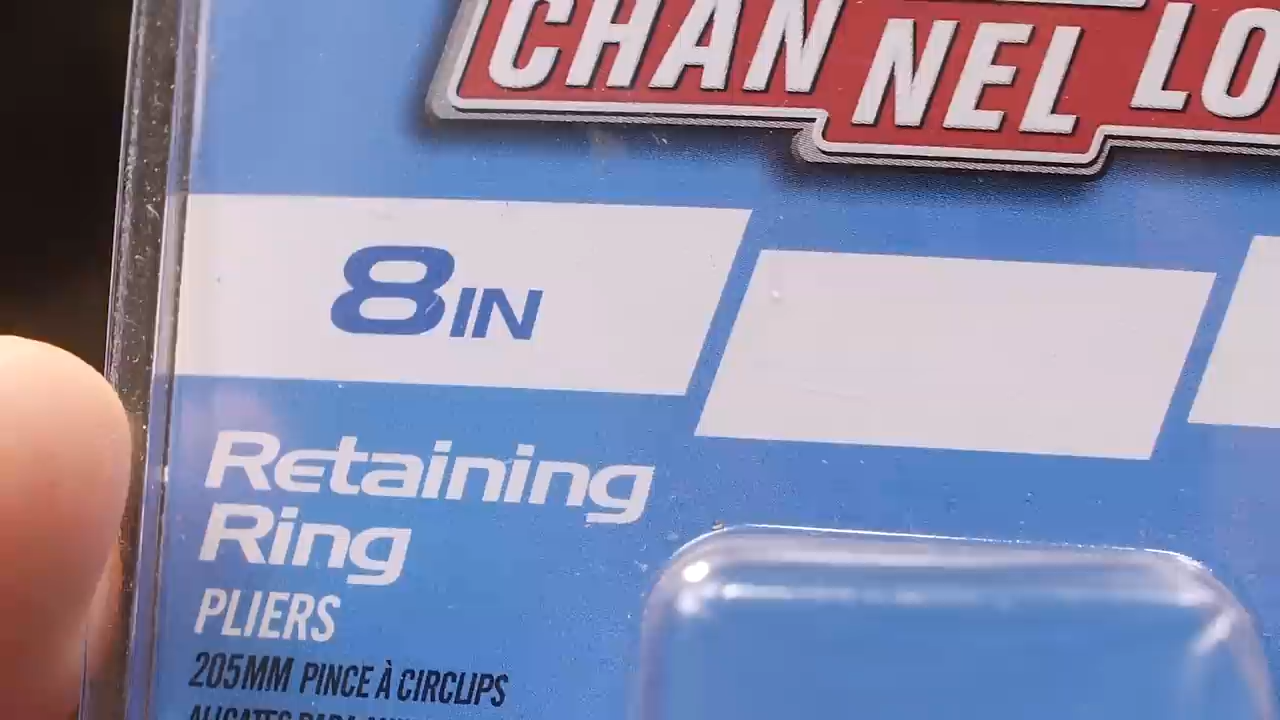 CHANNEL LO
8IN
Retaining
Ring
PLIERS
205MM PINCE À CIRCLIPS